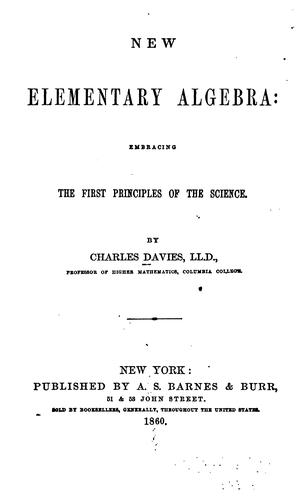 NEW
ELEMENTARY ALGEBRA:
EMBRACING
THE FIRST PRINCIPLES OF THE SCIENCE.
BY
CHARLES DAVIES, LL.D.,
PROFESSOR OF HIGHER MATHEMATICS, COLUMBIA COLLEGE.
NEW YORK:
PUBLISHED BY A. S. BARNES & BURR,
51 & 53 JOHN STREET.
SOLD BY BOOKSELLERS, GENERALLY, THROUGHOUT THE UNITED STATES.
1860.